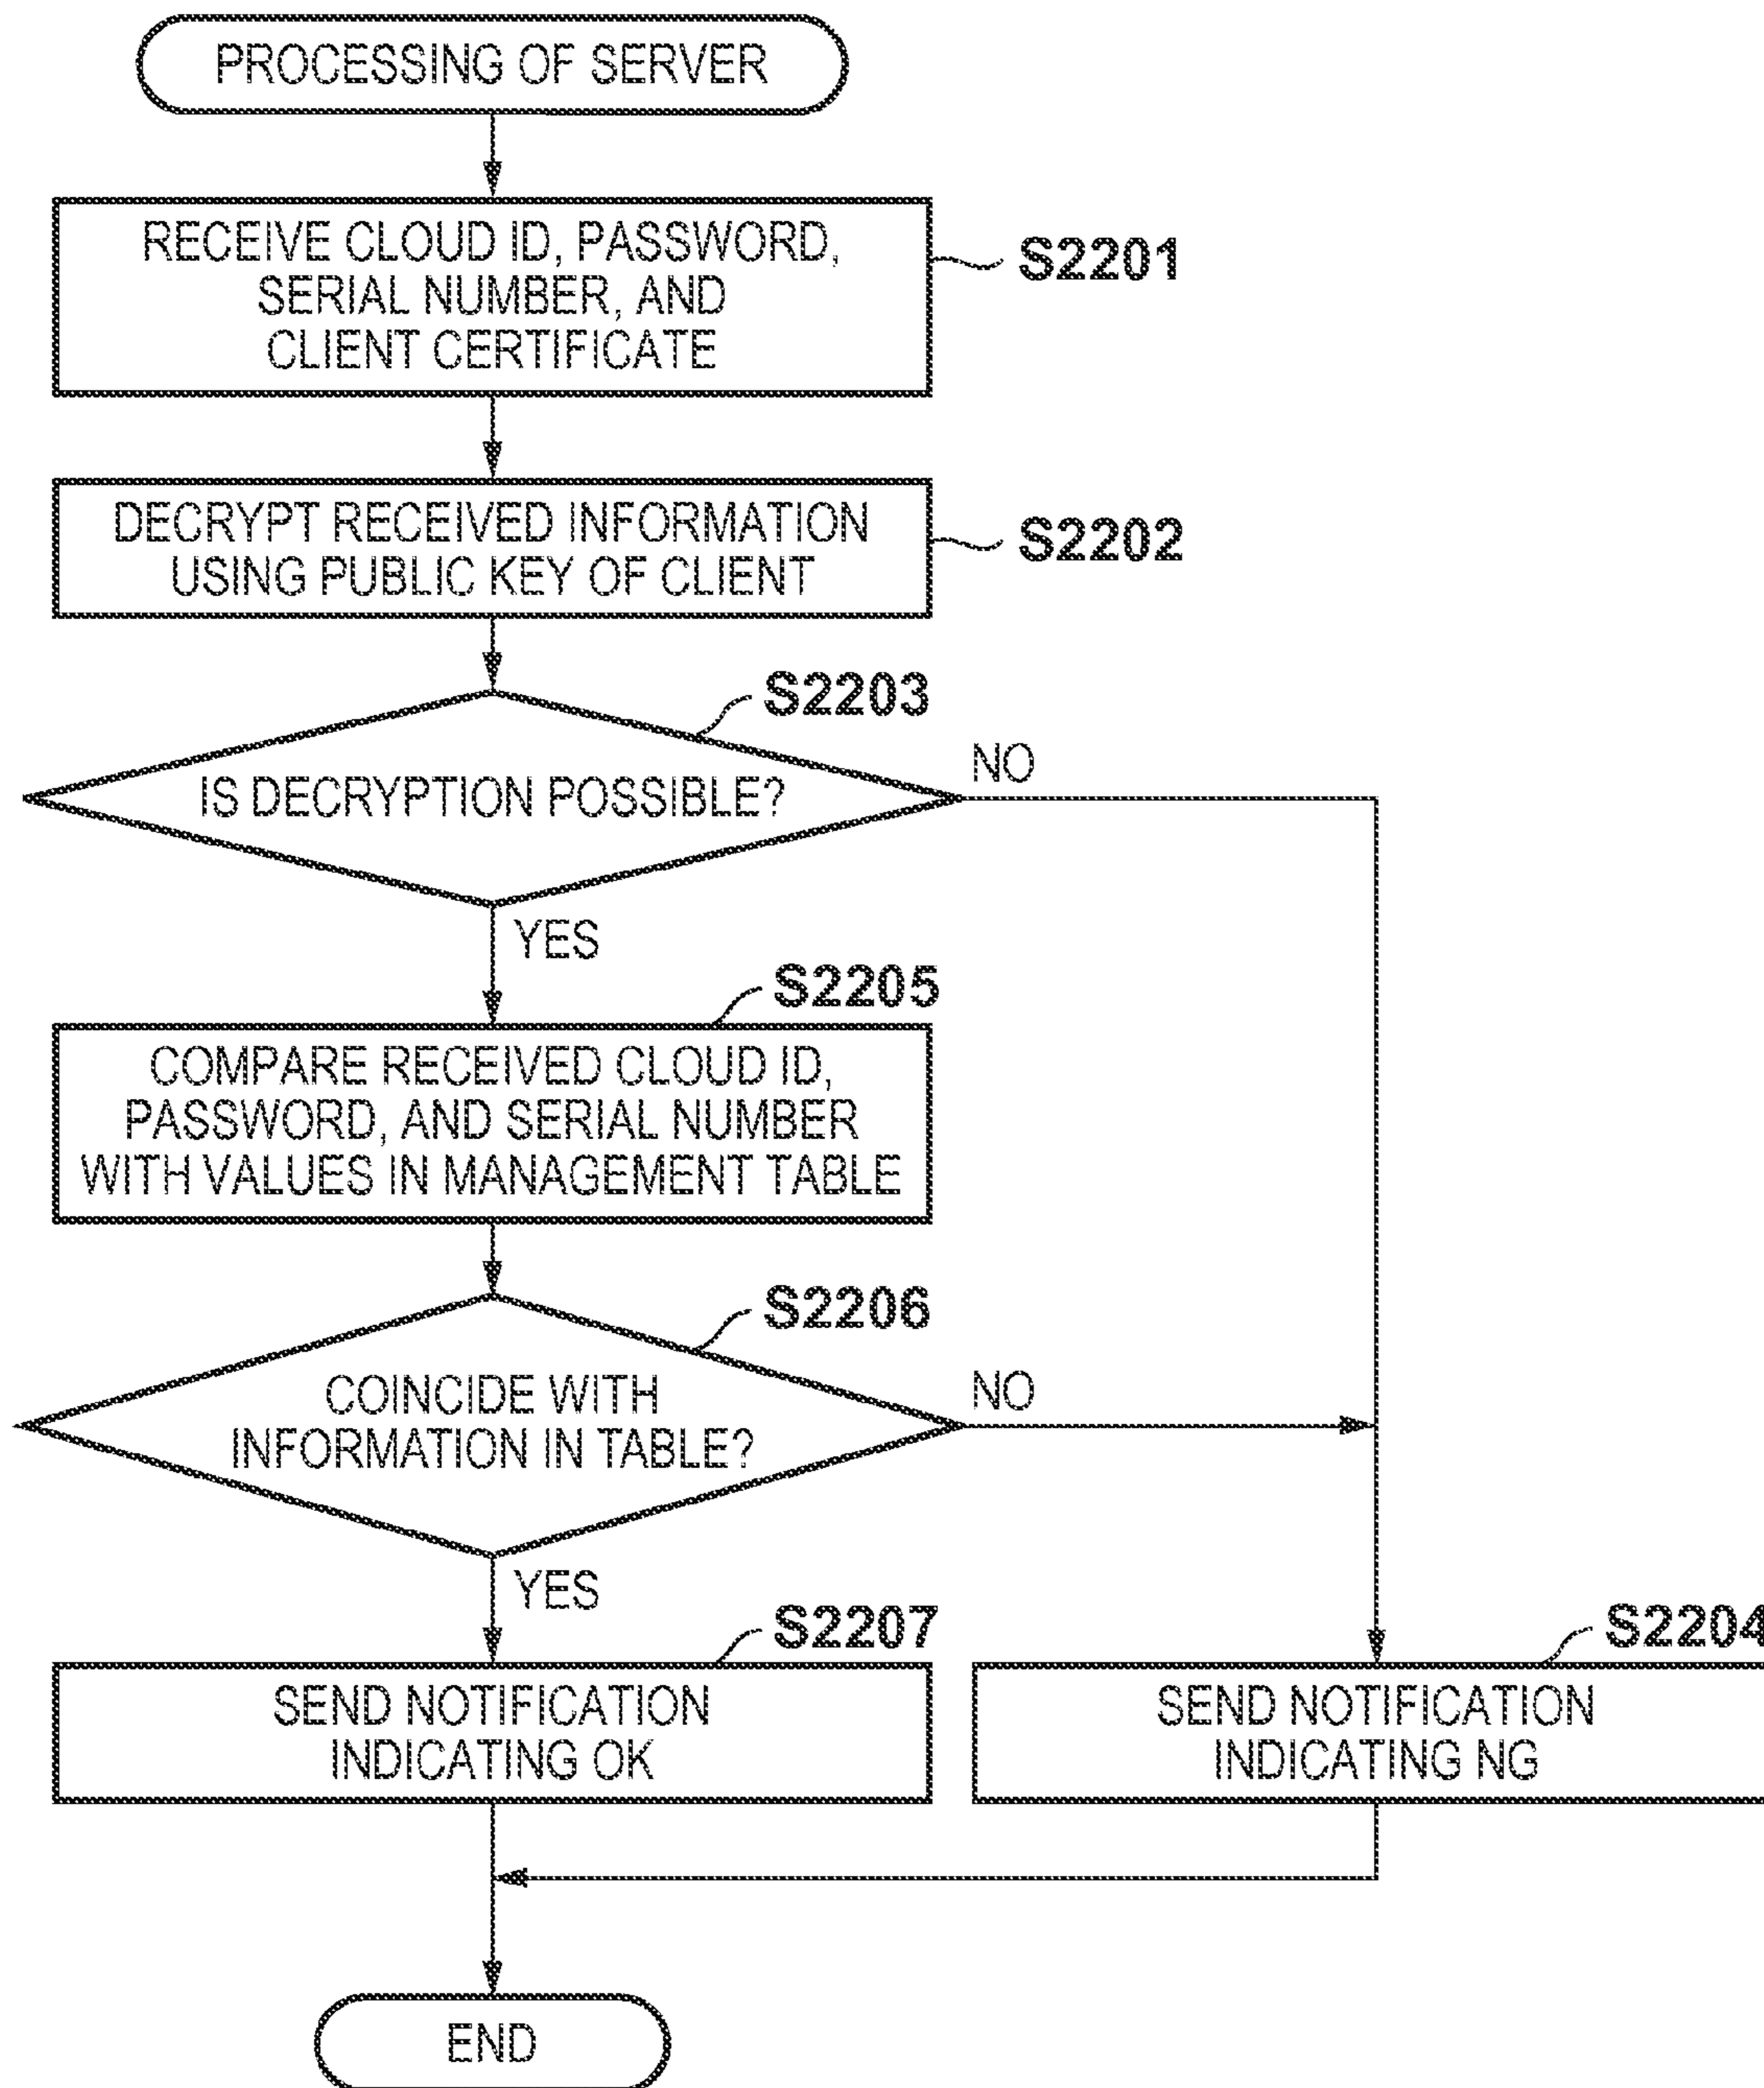 PROCESSING OF SERVER
RECEIVE CLOUD ID, PASSWORD,
SERIAL NUMBER, AND
CLIENT CERTIFICATE
S2201
DECRYPT RECEIVED INFORMATION
USING PUBLIC KEY OF CLIENT
S2202
S2203
IS DECRYPTION POSSIBLE?
NO
YES
S2205
COMPARE RECEIVED CLOUD ID,
PASSWORD, AND SERIAL NUMBER
WITH VALUES IN MANAGEMENT TABLE
S2206
COINCIDE WITH
INFORMATION IN TABLE?
NO
YES
S2207
SEND NOTIFICATION
INDICATING OK
S2204
SEND NOTIFICATION
INDICATING NG
END